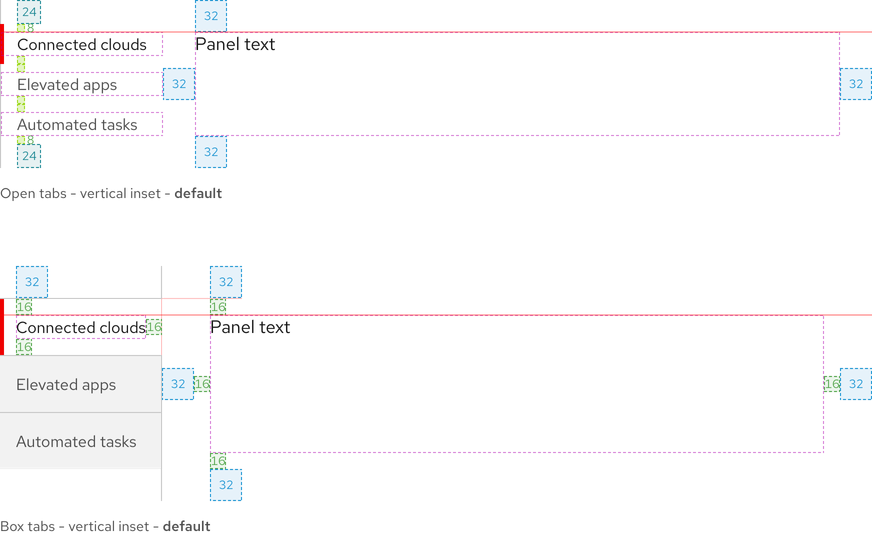 24
32
8
Connected clouds
Panel text
Elevated apps
32
32
Automated tasks
8
24
32
Open tabs - vertical inset - default
32
32
16
16
Connected clouds
16
Panel text
16
Elevated apps
32
16
16
32
Automated tasks
16
32
Box tabs - vertical inset - default